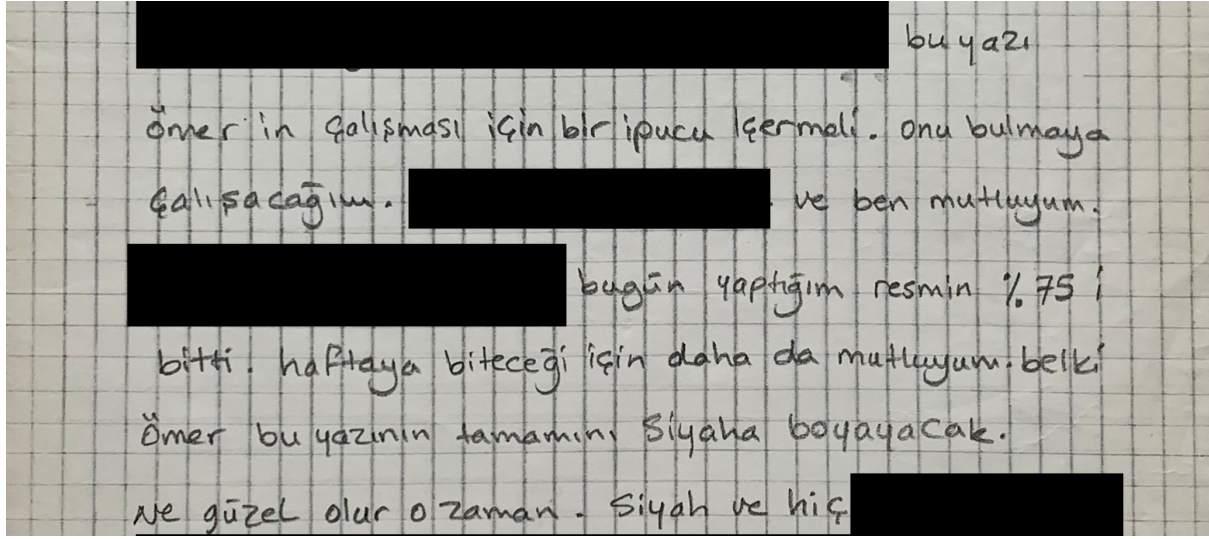 bu yazı
Ömer'in çalışması için bir ipucu içermeli. onu bulmaya
çalışacağım. ve ben mutluyum.
bugün yaptığım resmin %75 i
bitti. haftaya biteceği için daha da mutluyum. belki
Ömer bu yazının tamamını siyaha boyayacak.
Ne güzel olur o zaman. Siyah ve hiç